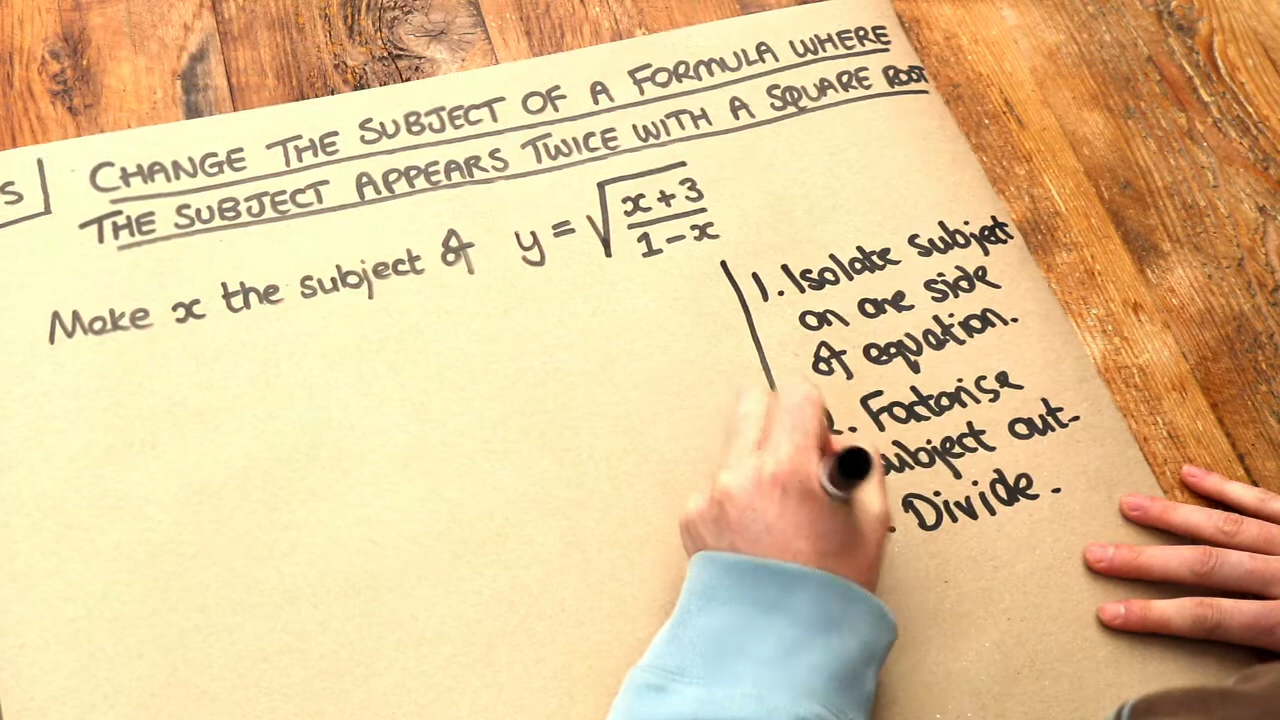 S
CHANGE THE SUBJECT OF A FORMULA WHERE
THE SUBJECT APPEARS TWICE WITH A SQUARE ROOT
Make x the subject of y = √((x+3)/(1-x))
1. Isolate subject
on one side
of equation.
2. Factorise
subject out.
. Divide.